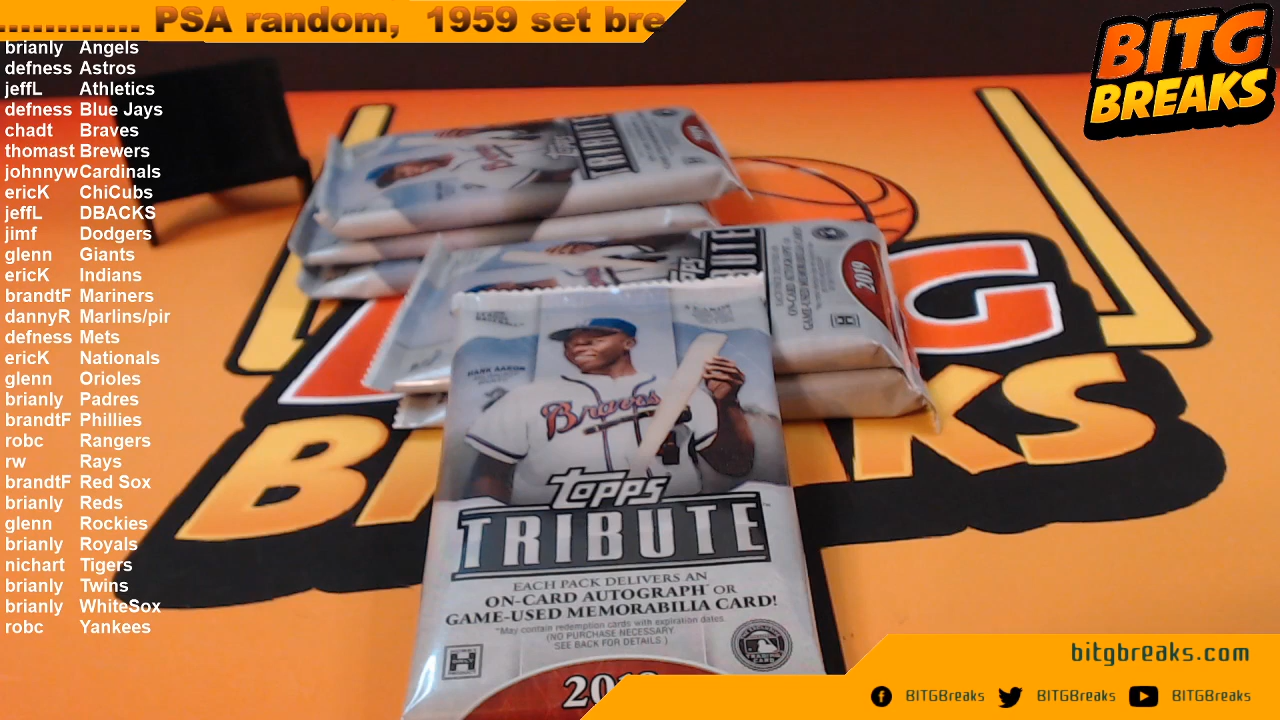 ............ PSA random, 1959 set bre
BITG
BREAKS
brianly Angels
defness Astros
jeffL Athletics
defness Blue Jays
chadt Braves
thomast Brewers
johnnyw Cardinals
ericK ChiCubs
jeffL DBACKS
jimf Dodgers
glenn Giants
ericK Indians
brandtF Mariners
dannyR Marlins/pir
defness Mets
ericK Nationals
glenn Orioles
brianly Padres
brandtF Phillies
robc Rangers
rw Rays
brandtF Red Sox
brianly Reds
glenn Rockies
brianly Royals
nichart Tigers
brianly Twins
brianly WhiteSox
robc Yankees
TRIBUTE
2019
HANK AARON
Braves
topps
TRIBUTE
EACH PACK DELIVERS AN
ON-CARD AUTOGRAPH OR
GAME-USED MEMORABILIA CARD!
*May contain redemption cards with expiration dates.
(NO PURCHASE NECESSARY
SEE BACK FOR DETAILS )
G
BREAKS
bitgbreaks.com
BITGBreaks BITGBreaks BITGBreaks